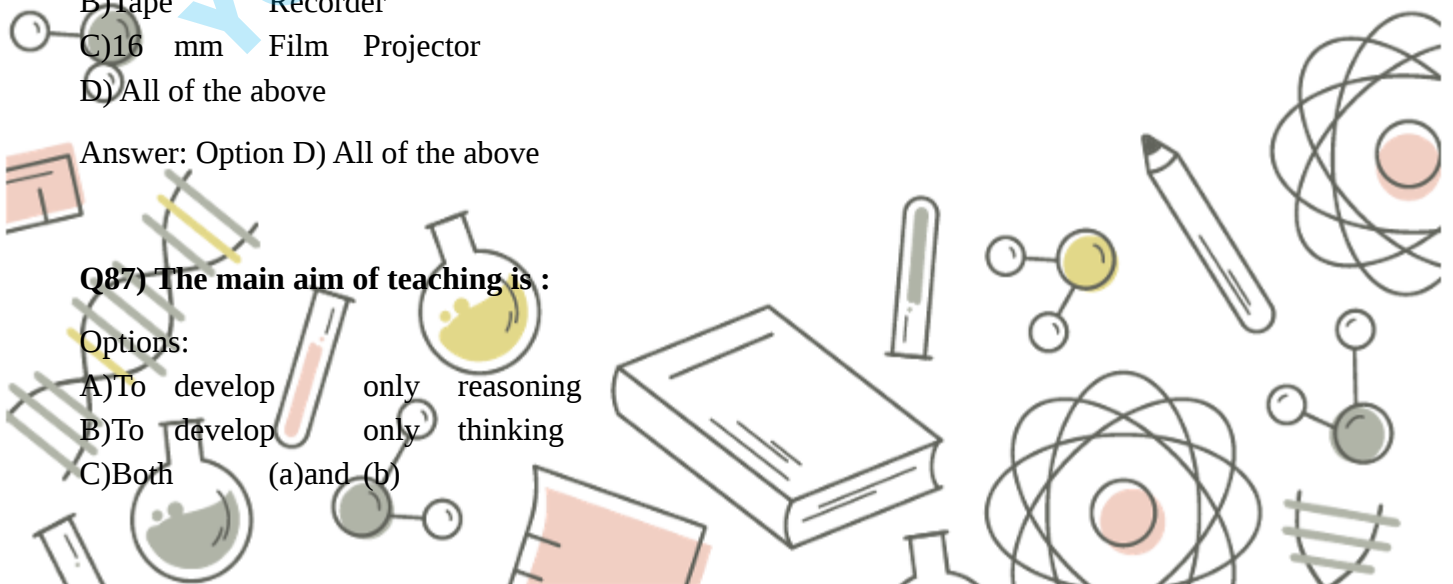 B)Tape Recorder
C)16 mm Film Projector
D) All of the above
Answer: Option D) All of the above
Q87) The main aim of teaching is :
Options:
A)To develop only reasoning
B)To develop only thinking
C)Both (a)and (b)